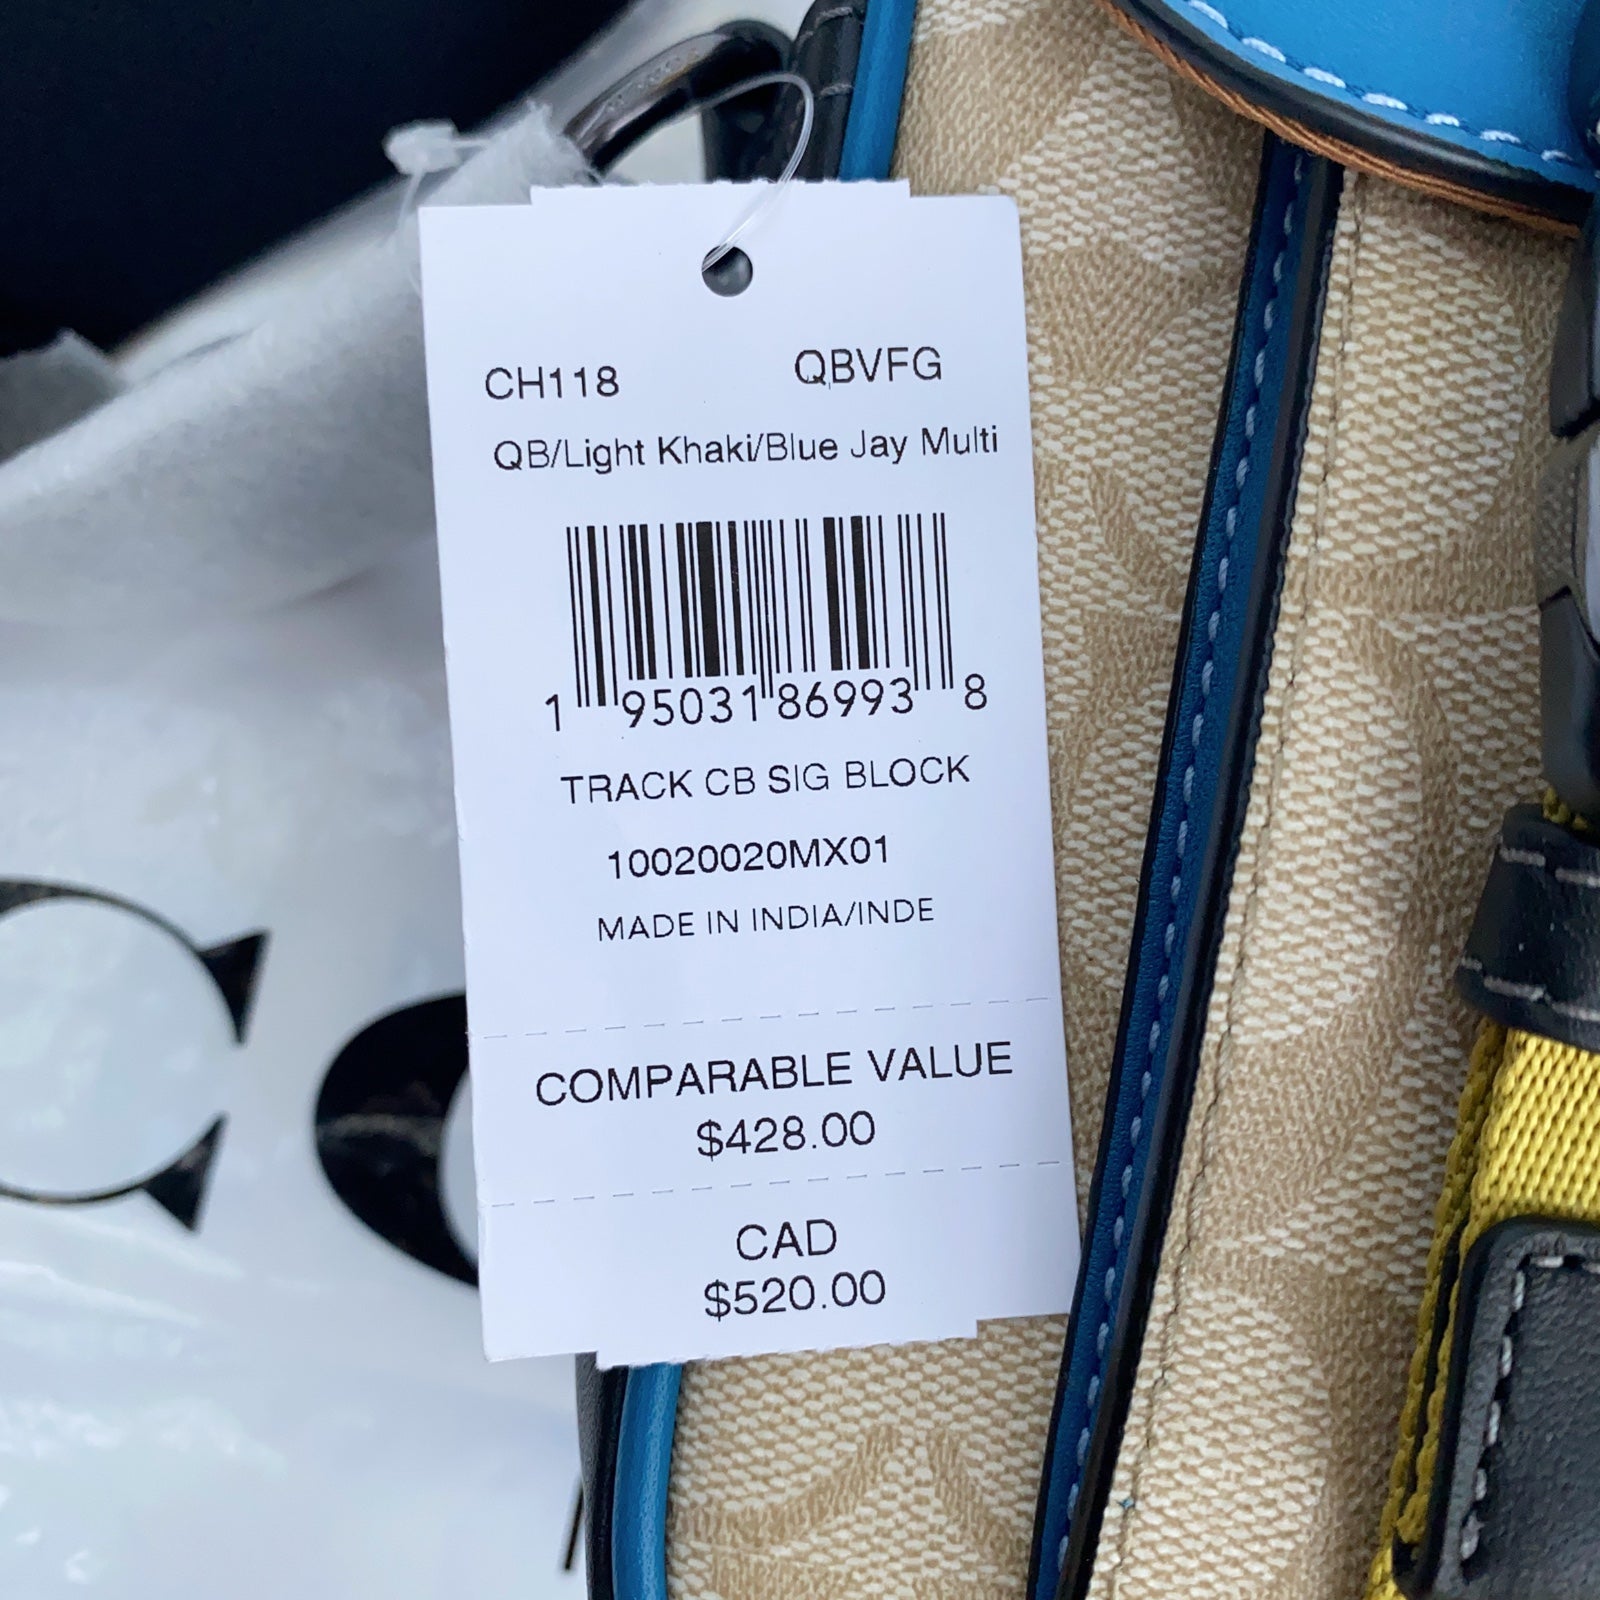 CH118 QBVFG
QB/Light Khaki/Blue Jay Multi
1 95031 86993 8
TRACK CB SIG BLOCK
10020020MX01
MADE IN INDIA/INDE
COMPARABLE VALUE
$428.00
CAD
$520.00
CO